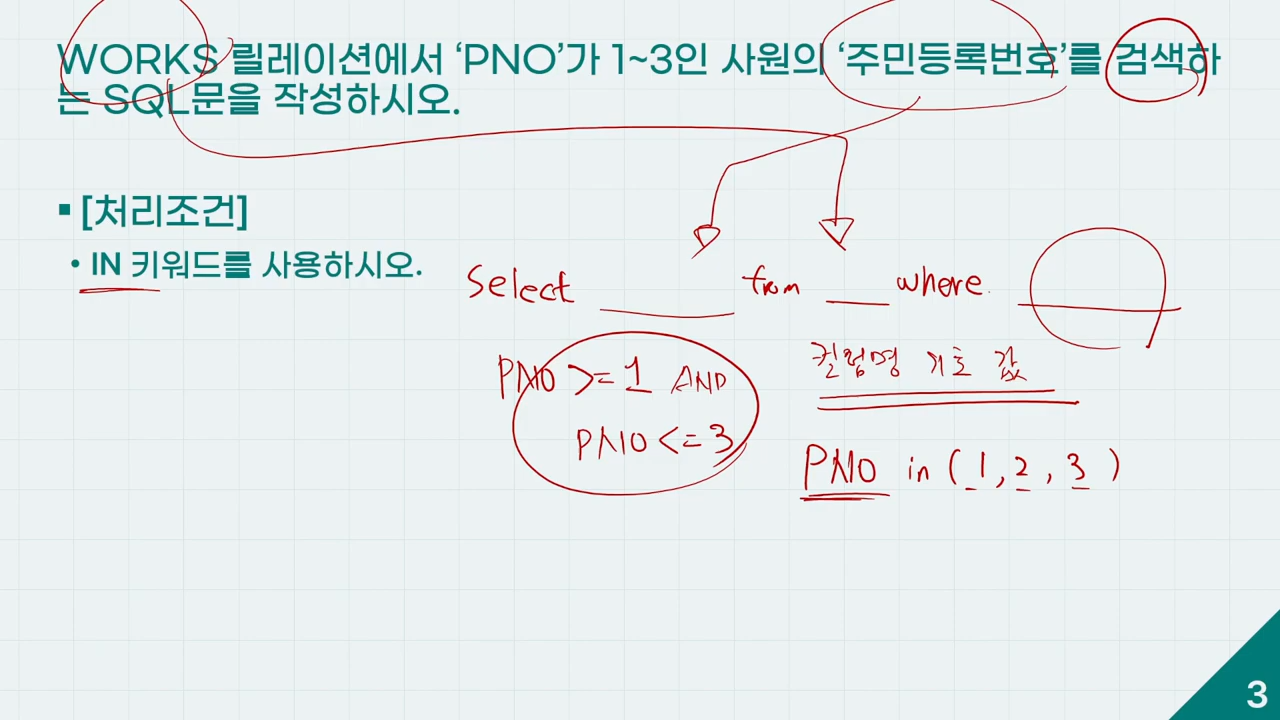 WORKS 릴레이션에서 ‘PNO’가 1~3인 사원의 ‘주민등록번호’를 검색하
는 SQL문을 작성하시오.
▪ [처리조건]
• IN 키워드를 사용하시오.
Select ______ from ____ where. ______
PNO >= 1 AND
PNO <= 3
컬럼명 기호 값
PNO in ( 1, 2, 3 )
3